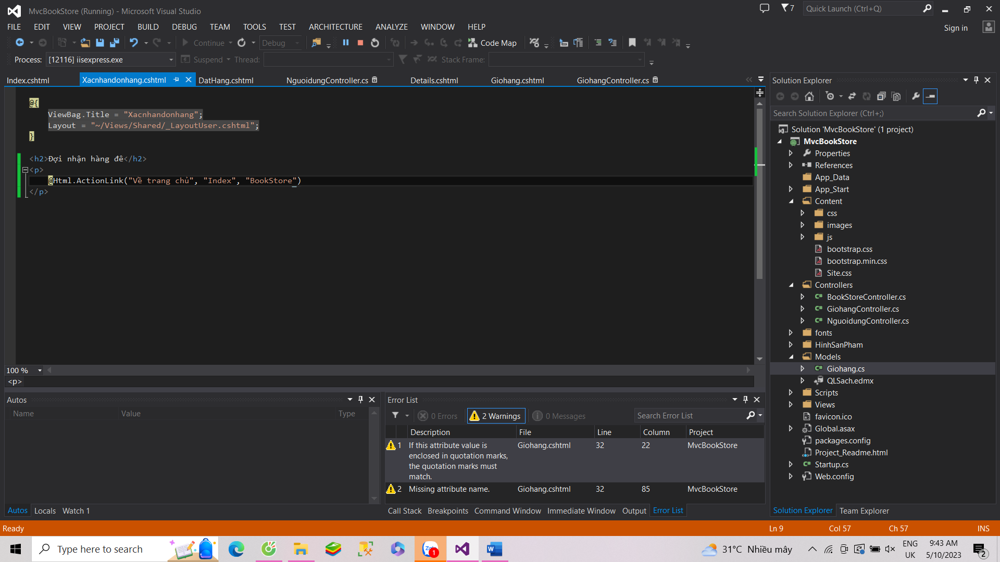 MvcBookStore (Running) - Microsoft Visual Studio
7
Quick Launch (Ctrl+Q)
FILE EDIT VIEW PROJECT BUILD DEBUG TEAM TOOLS TEST ARCHITECTURE ANALYZE WINDOW HELP
Sign in
Continue Debug Code Map
Process: [12116] iisexpress.exe Suspend Thread: Stack Frame:
Index.cshtml Xacnhandonhang.cshtml DatHang.cshtml NguoidungController.cs Details.cshtml Giohang.cshtml GiohangController.cs
@{
ViewBag.Title = "Xacnhandonhang";
Layout = "~/Views/Shared/_LayoutUser.cshtml";
}
<h2>Đợi nhận hàng đê</h2>
<p>
@Html.ActionLink("Về trang chủ", "Index", "BookStore")
</p>
100 %
<p>
Solution Explorer
Search Solution Explorer (Ctrl+;)
Solution 'MvcBookStore' (1 project)
MvcBookStore
Properties
References
App_Data
App_Start
Content
css
images
js
bootstrap.css
bootstrap.min.css
Site.css
Controllers
BookStoreController.cs
GiohangController.cs
NguoidungController.cs
fonts
HinhSanPham
Models
Giohang.cs
QLSach.edmx
Scripts
Views
favicon.ico
Global.asax
packages.config
Project_Readme.html
Startup.cs
Web.config
Solution Explorer Team Explorer
Autos
Name Value Type
Autos Locals Watch 1
Error List
0 Errors 2 Warnings 0 Messages Search Error List
Description File Line Column Project
1 If this attribute value is enclosed in quotation marks, the quotation marks must match. Giohang.cshtml 32 22 MvcBookStore
2 Missing attribute name. Giohang.cshtml 32 85 MvcBookStore
Call Stack Breakpoints Command Window Immediate Window Output Error List
Ready Ln 9 Col 57 Ch 57 INS
Type here to search
1
31°C Nhiều mây
ENG
UK
9:43 AM
5/10/2023
2